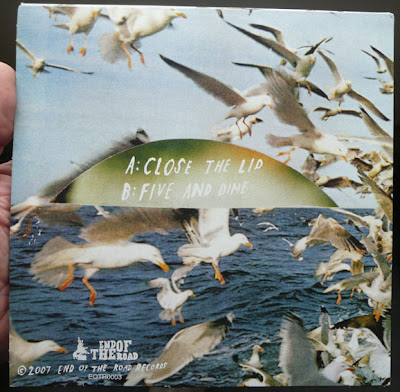 A: CLOSE THE LID
B: FIVE AND DIME
END OF
THE ROAD
© 2007 END OF THE ROAD RECORDS
EOTR0003